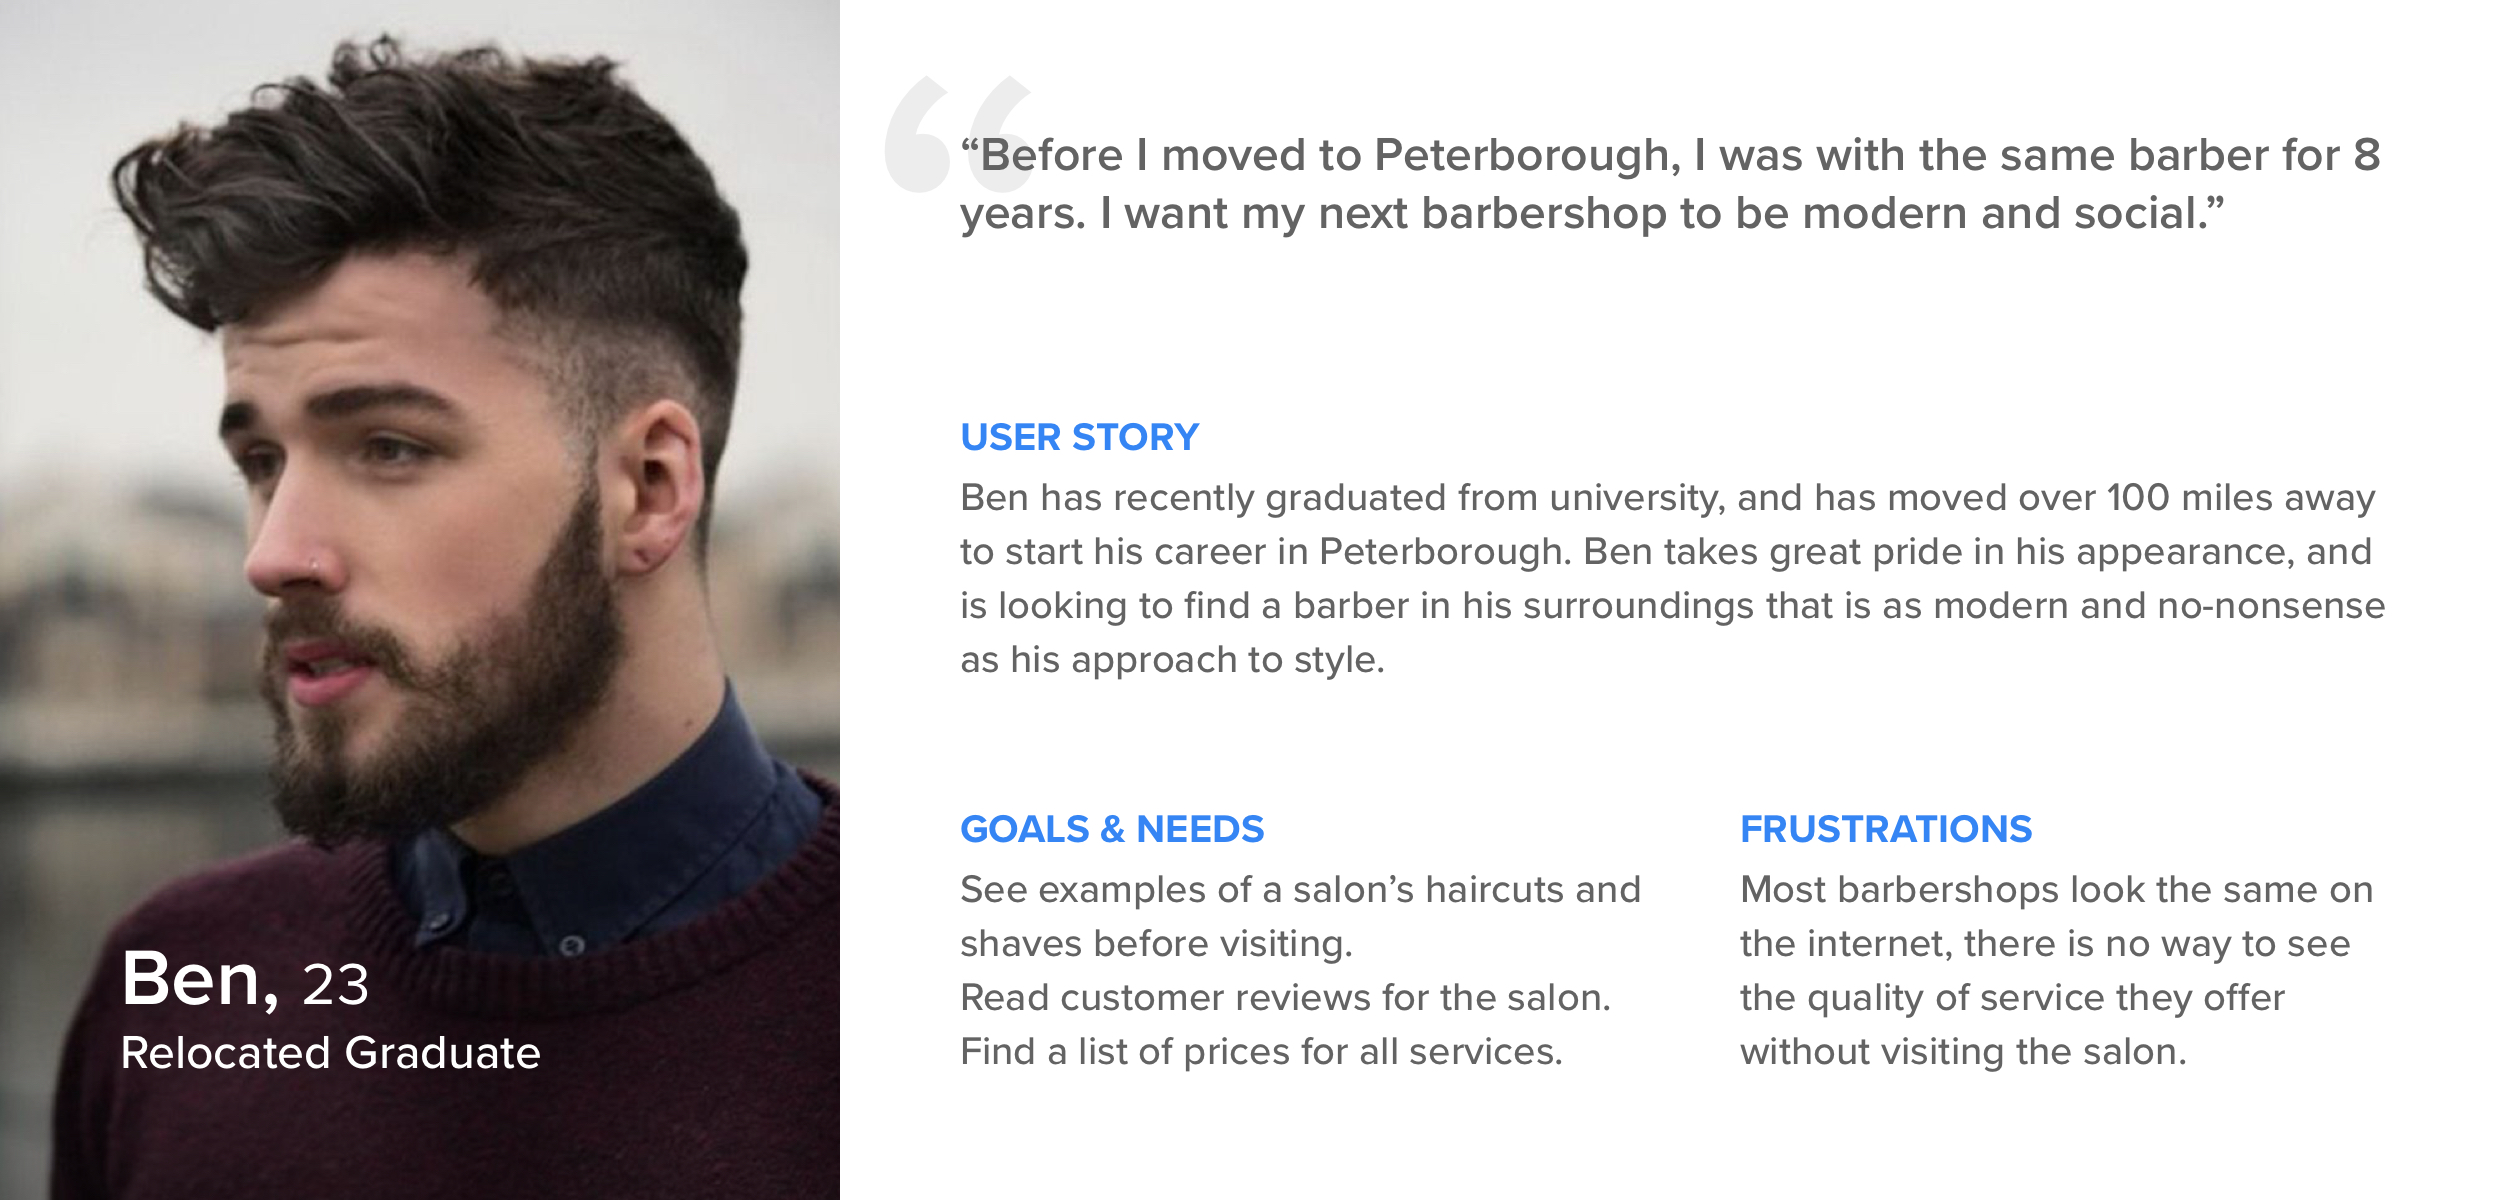 “Before I moved to Peterborough, I was with the same barber for 8
years. I want my next barbershop to be modern and social.”
USER STORY
Ben has recently graduated from university, and has moved over 100 miles away
to start his career in Peterborough. Ben takes great pride in his appearance, and
is looking to find a barber in his surroundings that is as modern and no-nonsense
as his approach to style.
GOALS & NEEDS
See examples of a salon’s haircuts and
shaves before visiting.
Read customer reviews for the salon.
Find a list of prices for all services.
FRUSTRATIONS
Most barbershops look the same on
the internet, there is no way to see
the quality of service they offer
without visiting the salon.
Ben, 23
Relocated Graduate